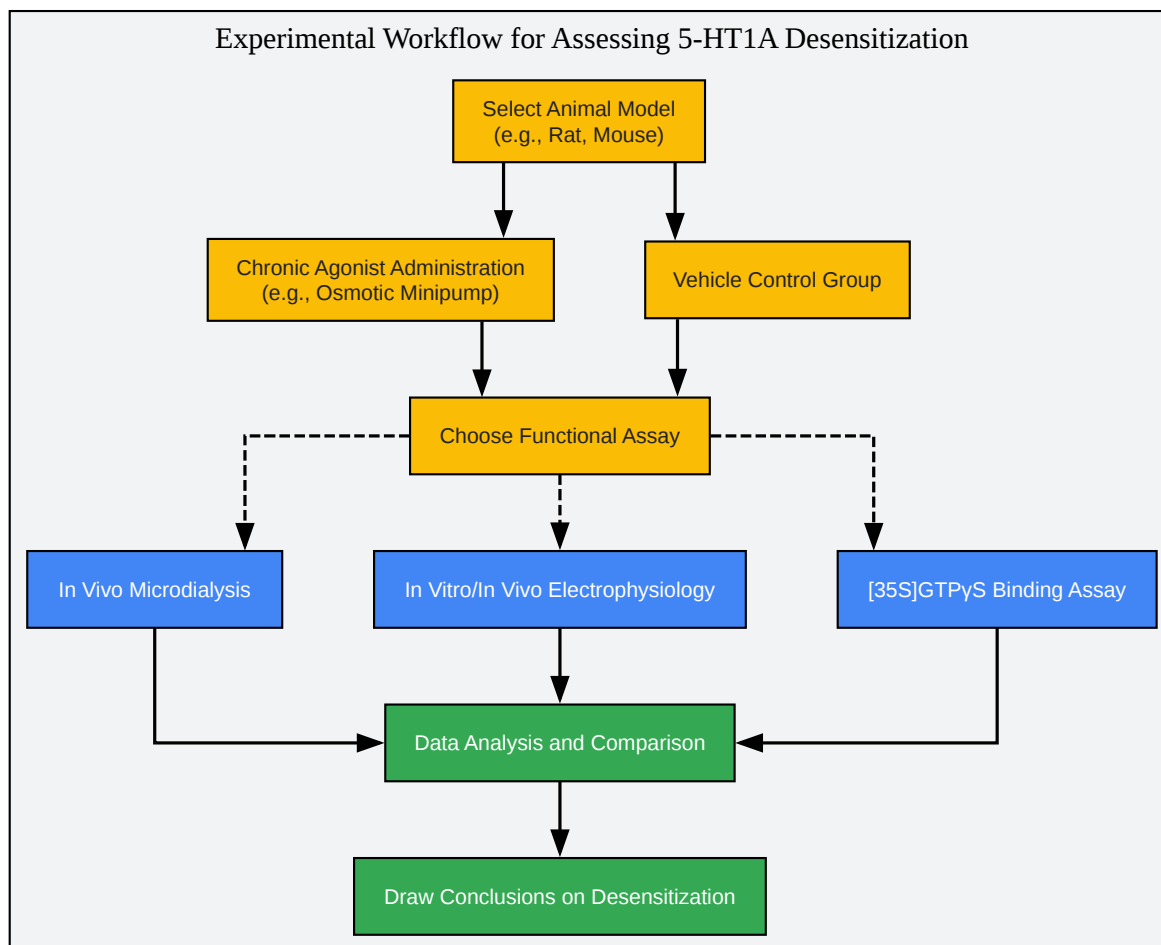 Experimental Workflow for Assessing 5-HT1A Desensitization
Select Animal Model
(e.g., Rat, Mouse)
Chronic Agonist Administration
(e.g., Osmotic Minipump)
Vehicle Control Group
Choose Functional Assay
In Vivo Microdialysis
In Vitro/In Vivo Electrophysiology
[35S]GTPγS Binding Assay
Data Analysis and Comparison
Draw Conclusions on Desensitization